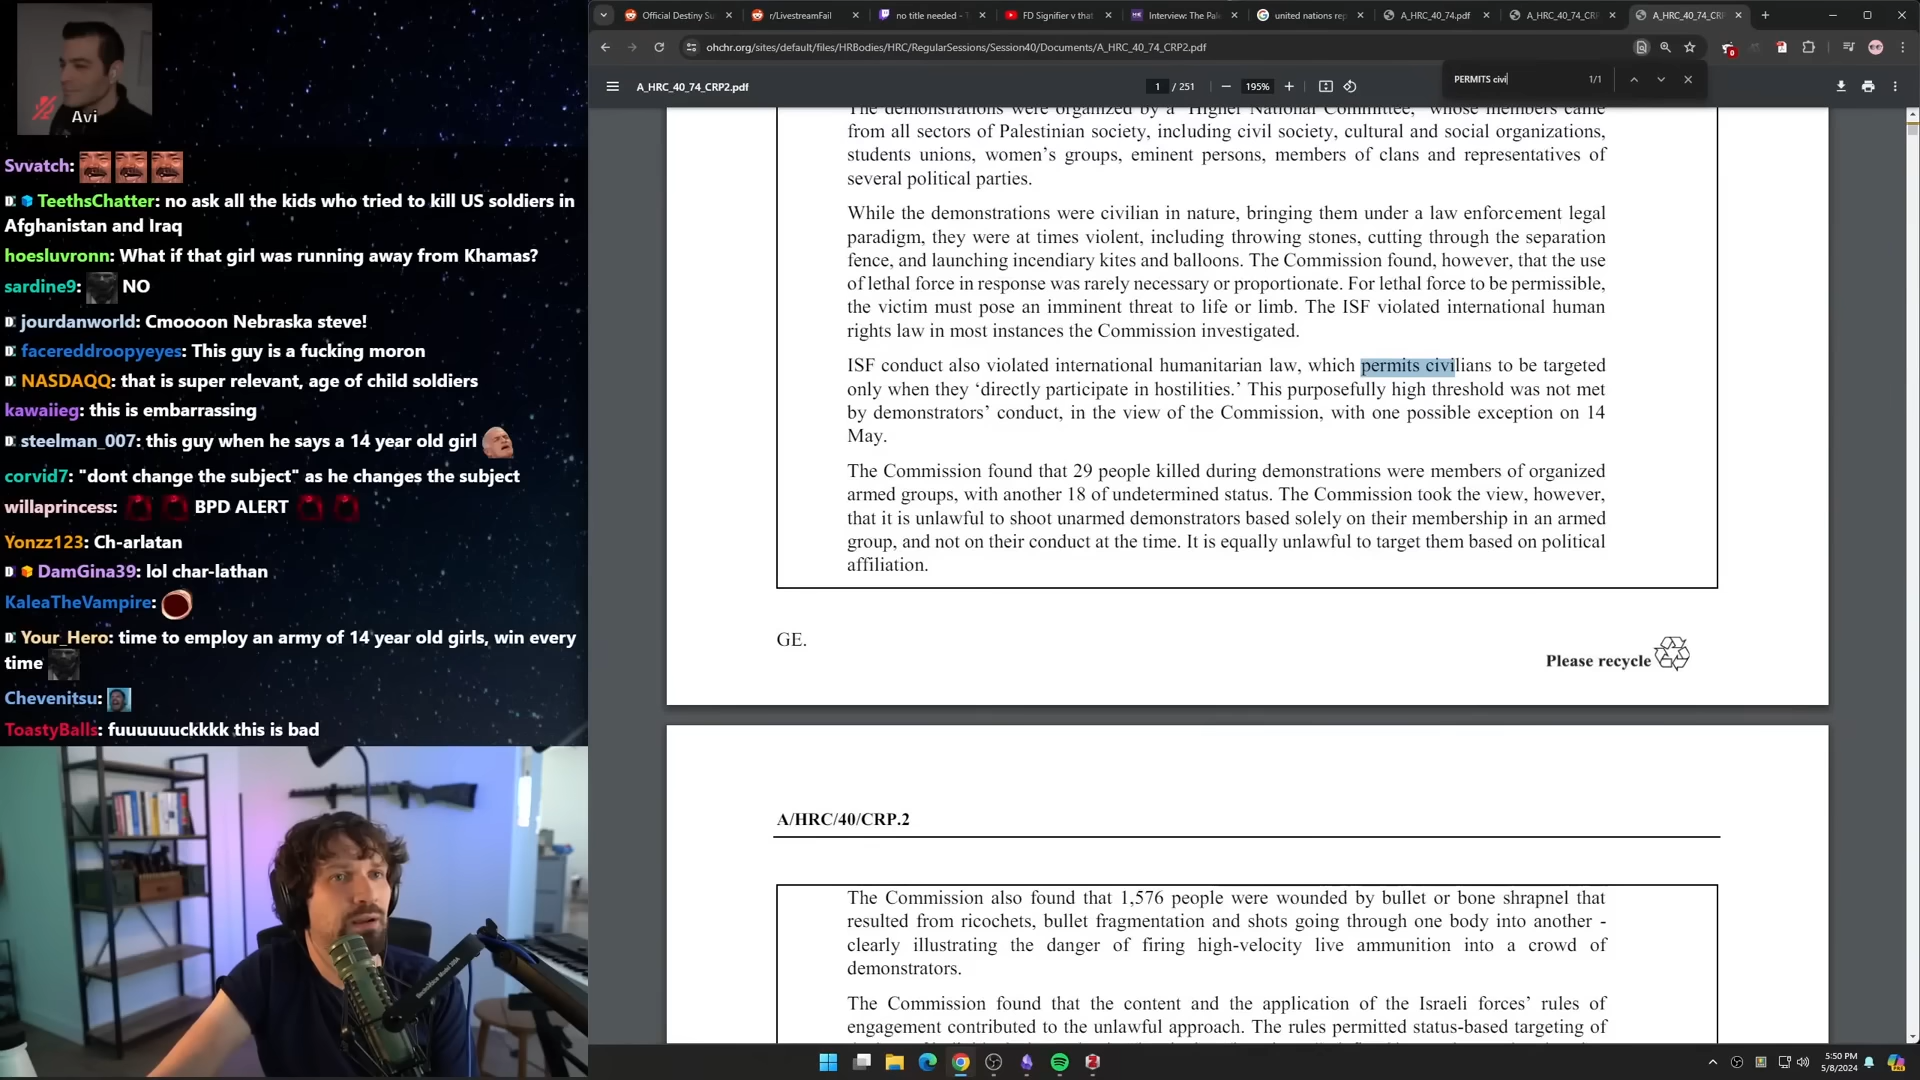 Avi
Svvatch:
TeethsChatter: no ask all the kids who tried to kill US soldiers in
Afghanistan and Iraq
hoesluvronn: What if that girl was running away from Khamas?
sardine9: NO
jourdanworld: Cmoooon Nebraska steve!
facereddroopyeyes: This guy is a fucking moron
NASDAQQ: that is super relevant, age of child soldiers
kawaiieg: this is embarrassing
steelman_007: this guy when he says a 14 year old girl
corvid7: "dont change the subject" as he changes the subject
willaprincess: BPD ALERT
Yonzz123: Ch-arlatan
DamGina39: lol char-lathan
KaleaTheVampire:
Your_Hero: time to employ an army of 14 year old girls, win every
time
Chevenitsu:
ToastyBalls: fuuuuuuckkkk this is bad
Official Destiny Su
r/LivestreamFail
no title needed - T
FD Signifier v that
Interview: The Pal
united nations rep
A_HRC_40_74.pdf
A_HRC_40_74_CRP
A_HRC_40_74_CRP
ohchr.org/sites/default/files/HRBodies/HRC/RegularSessions/Session40/Documents/A_HRC_40_74_CRP2.pdf
PERMITS civi 1/1
A_HRC_40_74_CRP2.pdf 1 / 251 195%
The demonstrations were organized by a 'Higher National Committee,' whose members came
from all sectors of Palestinian society, including civil society, cultural and social organizations,
students unions, women's groups, eminent persons, members of clans and representatives of
several political parties.
While the demonstrations were civilian in nature, bringing them under a law enforcement legal
paradigm, they were at times violent, including throwing stones, cutting through the separation
fence, and launching incendiary kites and balloons. The Commission found, however, that the use
of lethal force in response was rarely necessary or proportionate. For lethal force to be permissible,
the victim must pose an imminent threat to life or limb. The ISF violated international human
rights law in most instances the Commission investigated.
ISF conduct also violated international humanitarian law, which permits civilians to be targeted
only when they 'directly participate in hostilities.' This purposefully high threshold was not met
by demonstrators' conduct, in the view of the Commission, with one possible exception on 14
May.
The Commission found that 29 people killed during demonstrations were members of organized
armed groups, with another 18 of undetermined status. The Commission took the view, however,
that it is unlawful to shoot unarmed demonstrators based solely on their membership in an armed
group, and not on their conduct at the time. It is equally unlawful to target them based on political
affiliation.
GE.
Please recycle
A/HRC/40/CRP.2
The Commission also found that 1,576 people were wounded by bullet or bone shrapnel that
resulted from ricochets, bullet fragmentation and shots going through one body into another -
clearly illustrating the danger of firing high-velocity live ammunition into a crowd of
demonstrators.
The Commission found that the content and the application of the Israeli forces' rules of
engagement contributed to the unlawful approach. The rules permitted status-based targeting of
5:50 PM
5/8/2024